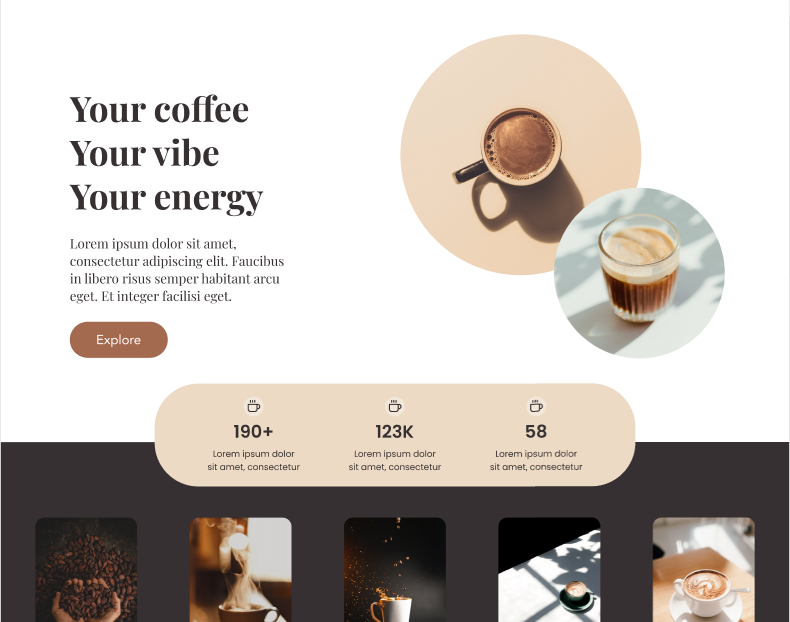 Your coffee
Your vibe
Your energy
Lorem ipsum dolor sit amet,
consectetur adipiscing elit. Faucibus
in libero risus semper habitant arcu
eget. Et integer facilisi eget.
Explore
190+
Lorem ipsum dolor
sit amet, consectetur
123K
Lorem ipsum dolor
sit amet, consectetur
58
Lorem ipsum dolor
sit amet, consectetur